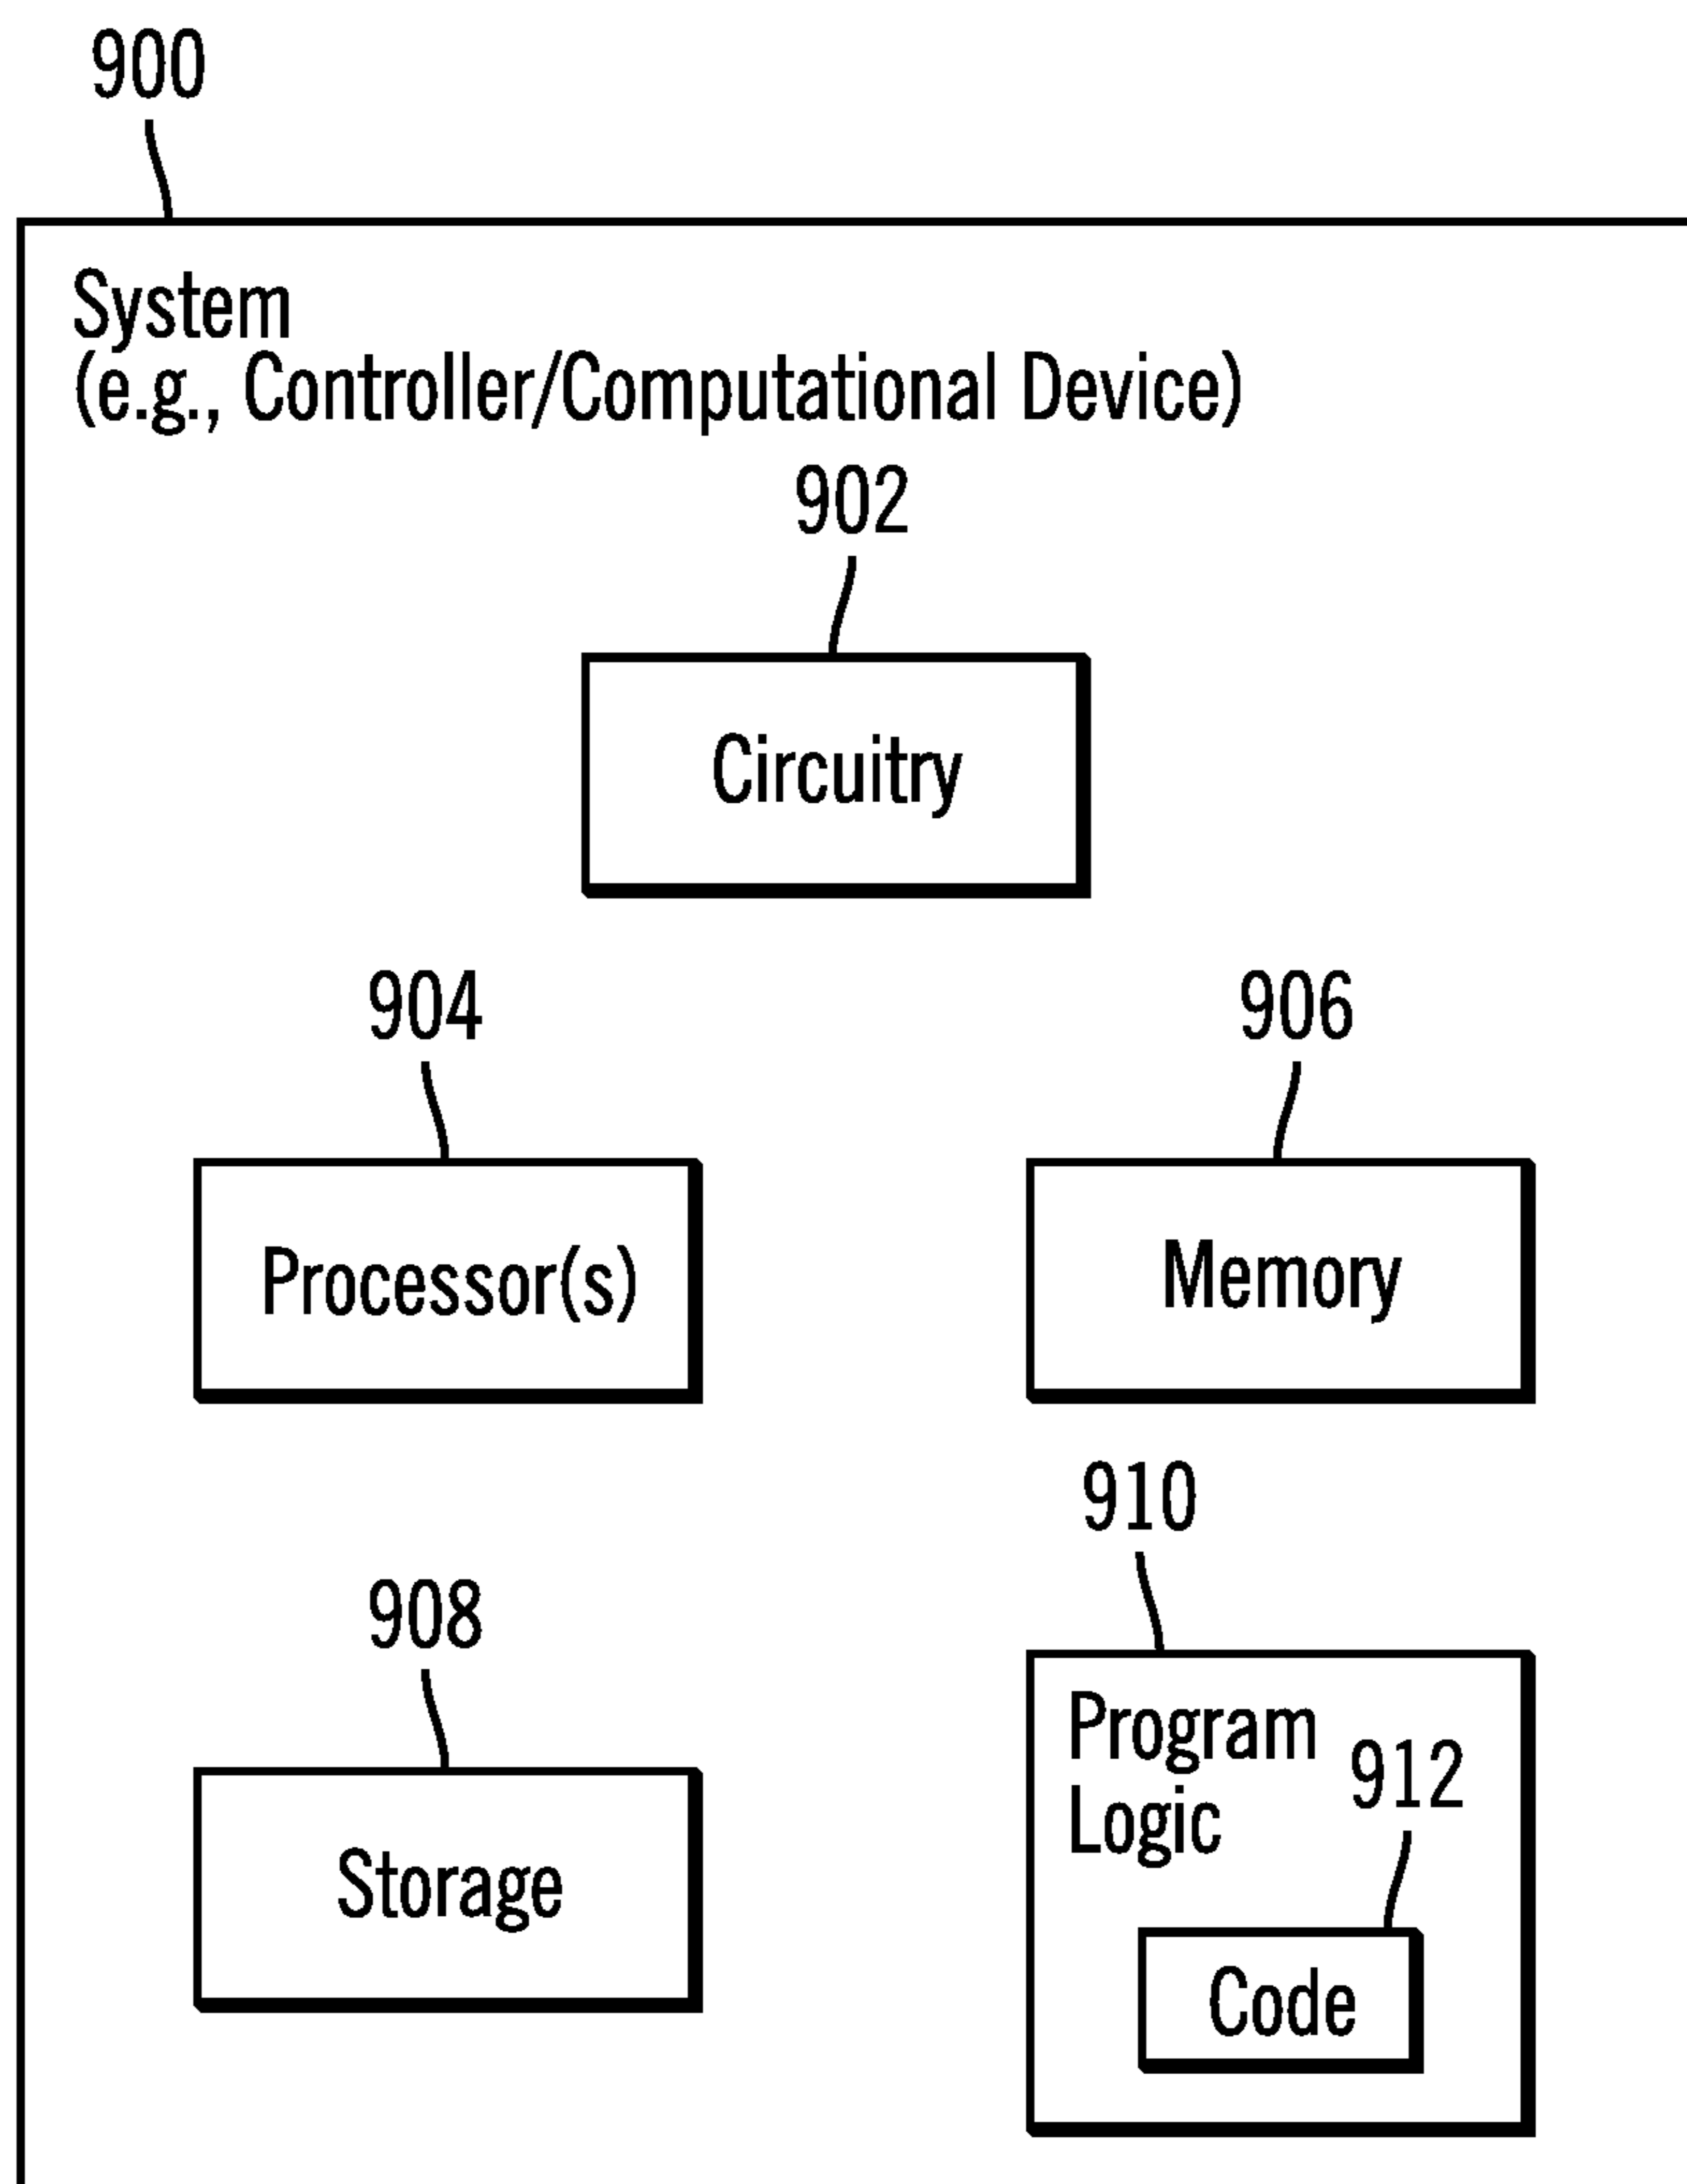 900
System
(e.g., Controller/Computational Device)
902
Circuitry
904
906
Processor(s)
Memory
910
908
Program
Logic
912
Storage
Code